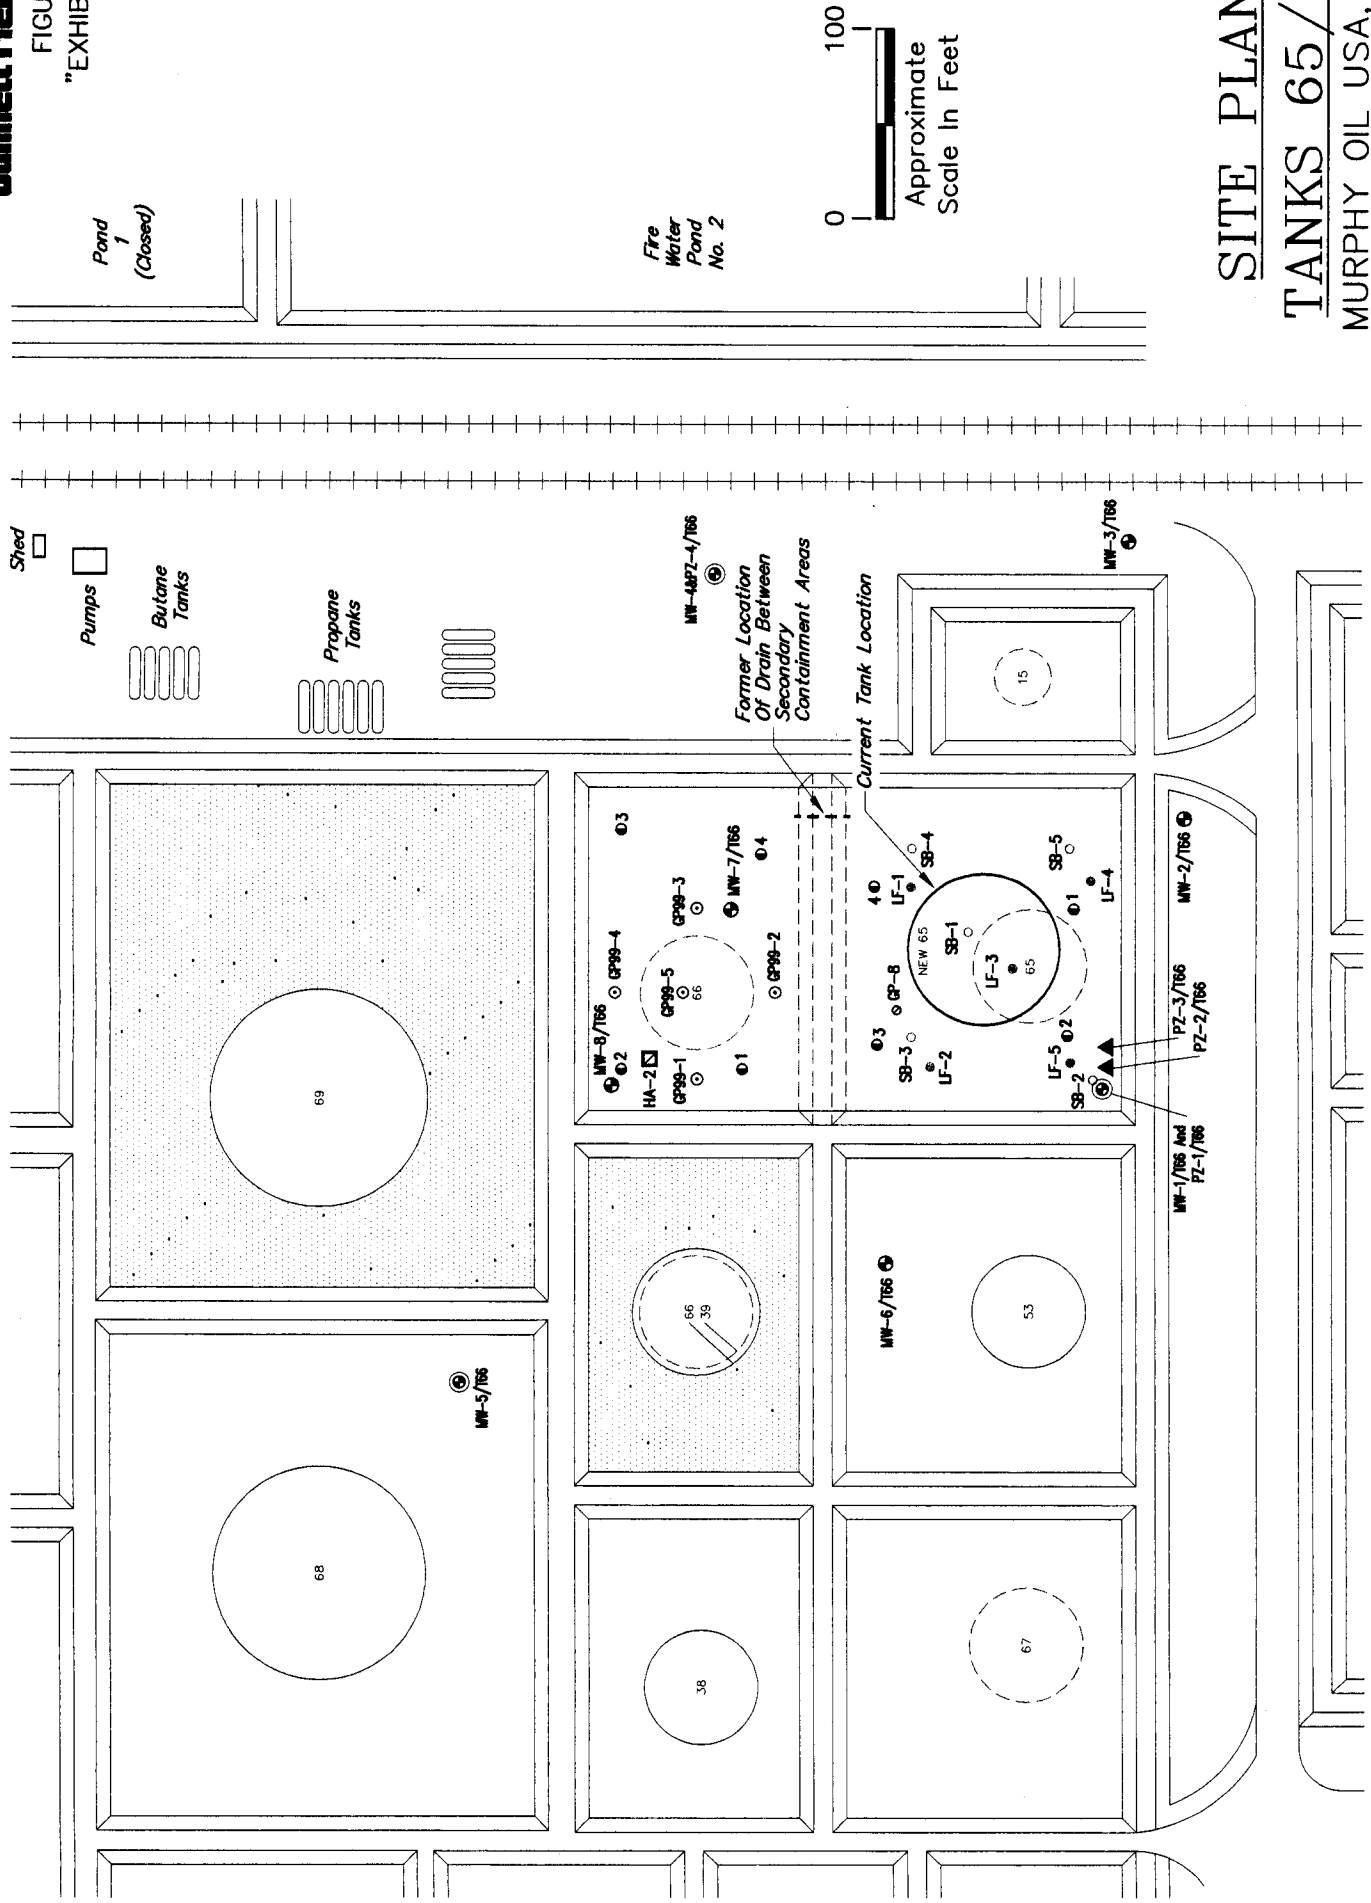 FIGU
"EXHIB
Pond
1
(Closed)
Fire
Water
Pond
No. 2
0 100
Approximate
Scale In Feet
SITE PLAN
TANKS 65/
MURPHY OIL USA,
Shed
Pumps
Butane
Tanks
Propane
Tanks
MW-4&PZ-4/T66
Former Location
Of Drain Between
Secondary
Containment Areas
Current Tank Location
MW-3/T66
15
69
3
4
MW-7/T66
GP99-3
GP99-4
GP99-5
66
GP99-2
MW-8/T66
2
HA-2
GP99-1
1
SB-4
4
LF-1
NEW 65
SB-1
LF-3
65
SB-5
LF-4
1
GP-8
3
SB-3
LF-2
2
LF-5
SB-2
MW-2/T66
PZ-3/T66
PZ-2/T66
MW-1/T66 And
PZ-1/T66
66
39
MW-6/T66
53
MW-5/T66
68
38
67